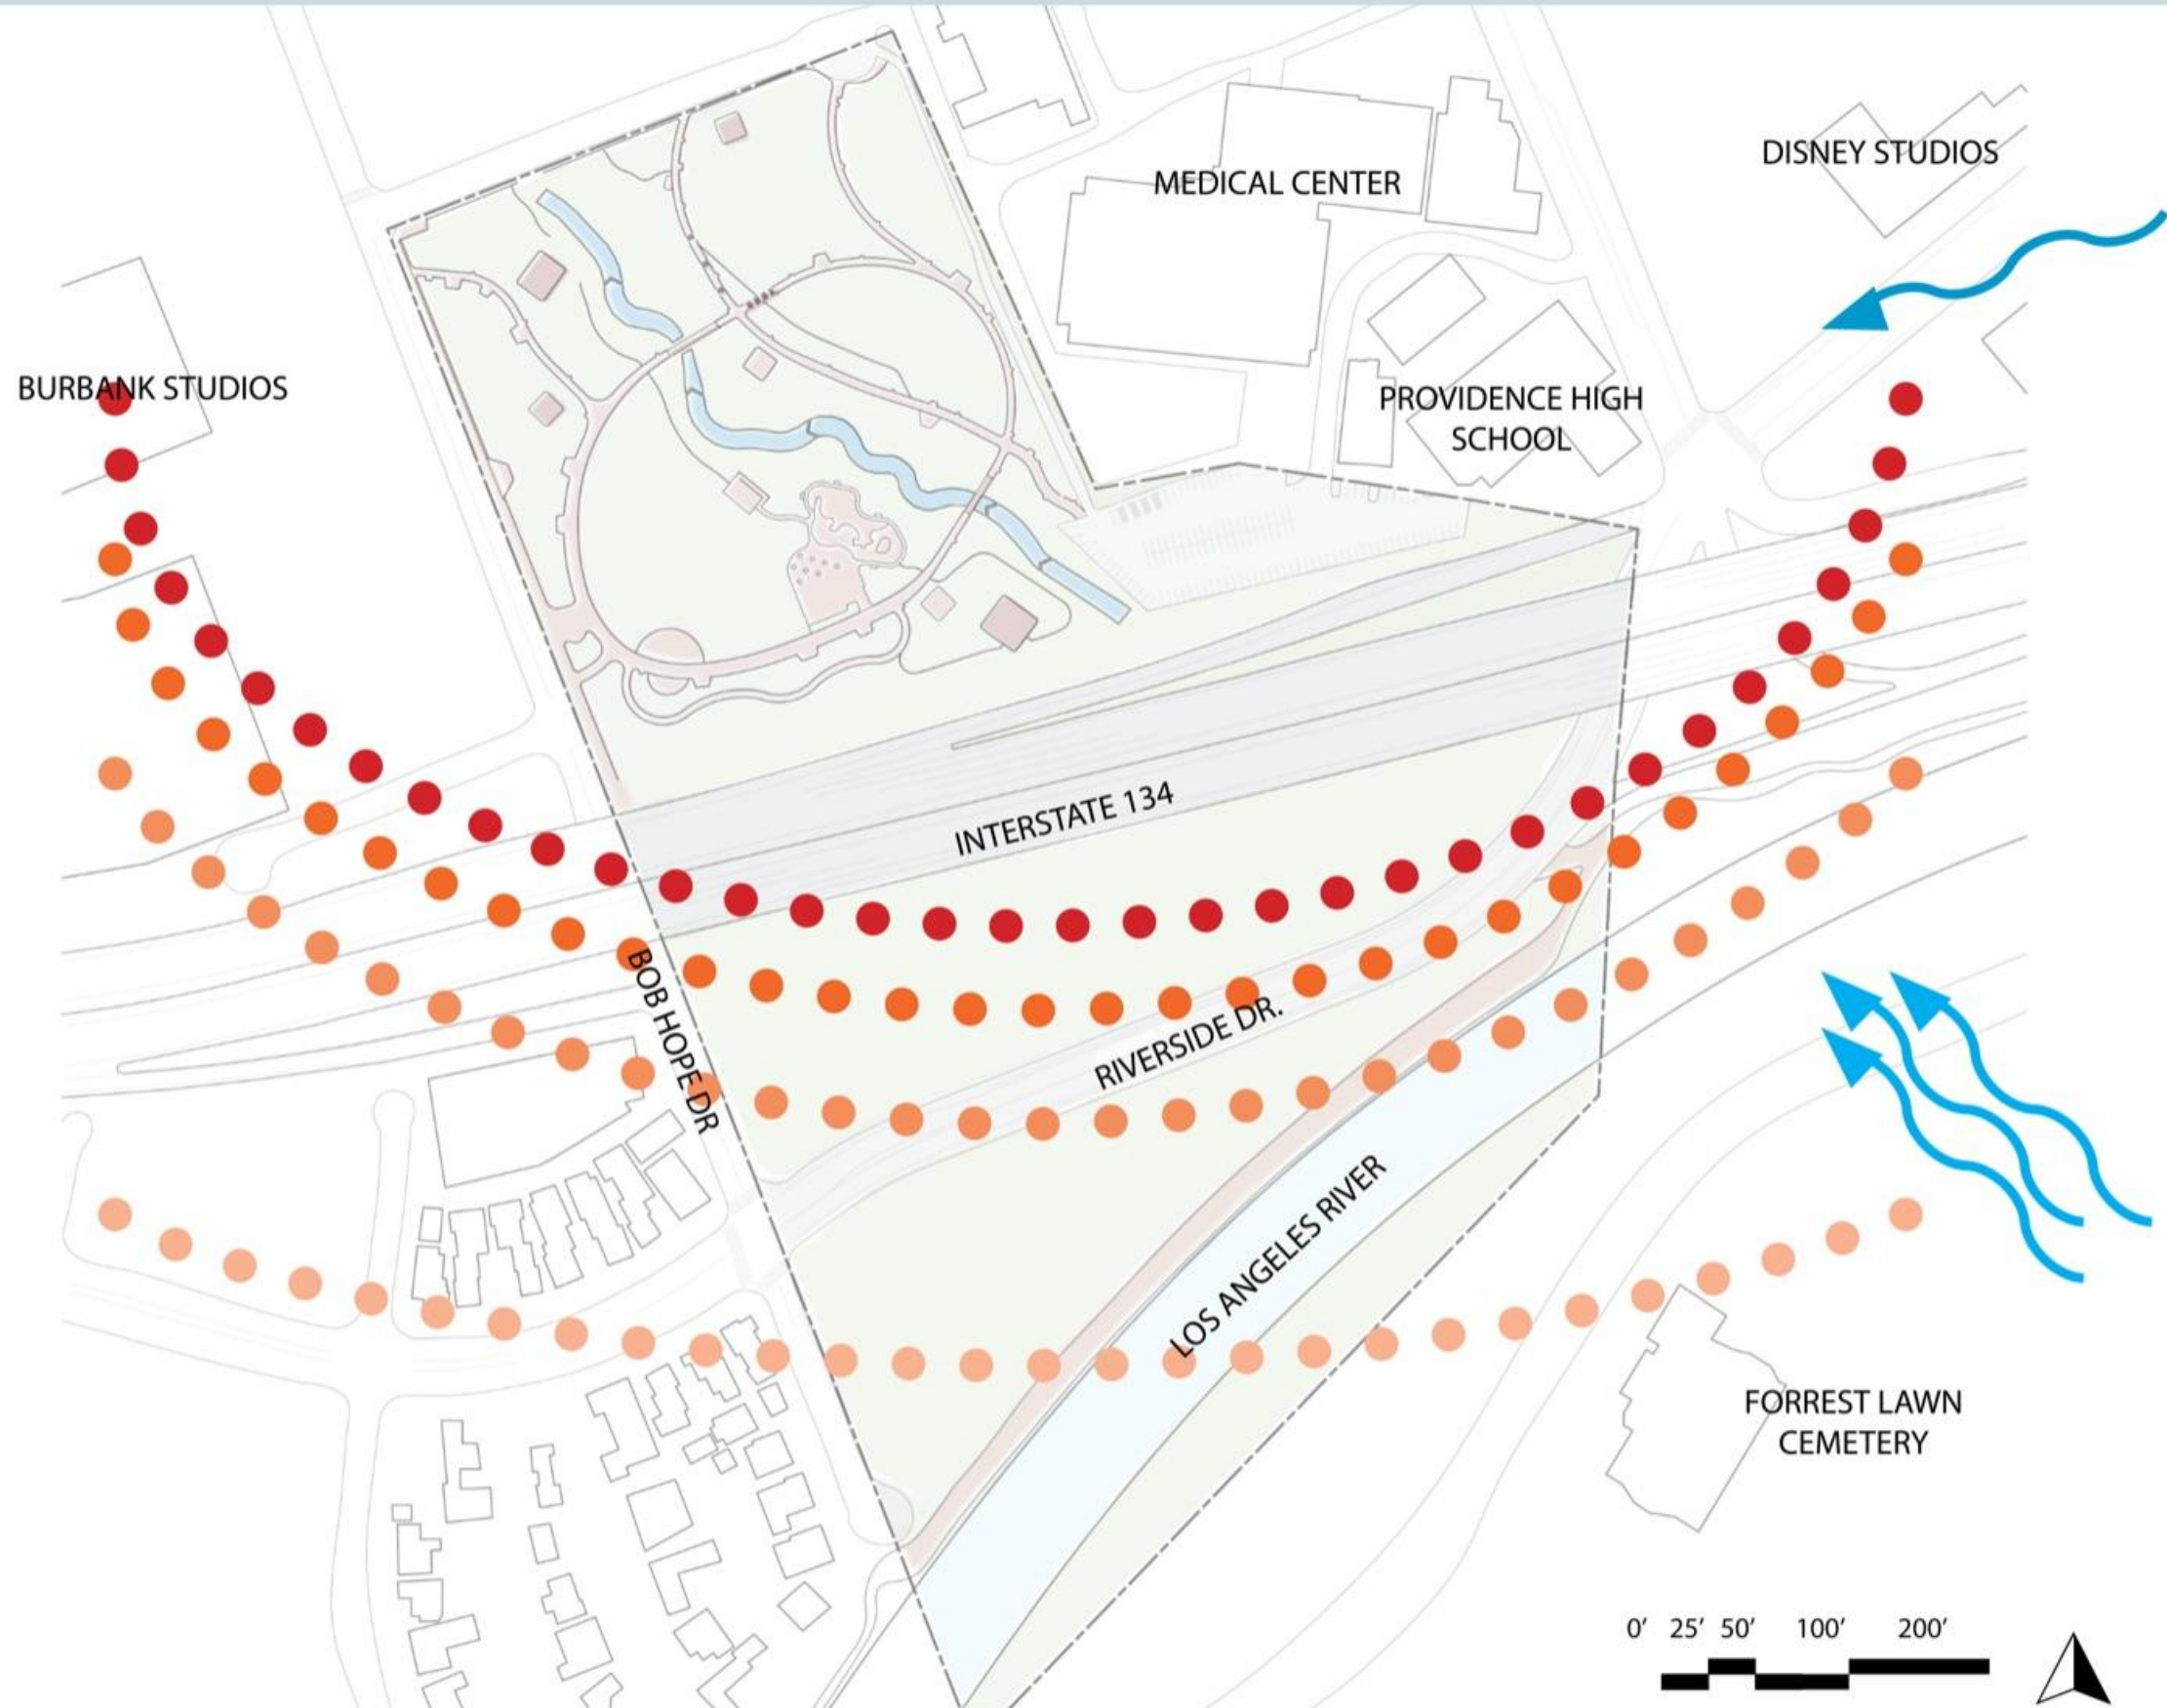 DISNEY STUDIOS
MEDICAL CENTER
BURBANK STUDIOS
PROVIDENCE HIGH
SCHOOL
INTERSTATE 134
BOB HOPE DR
RIVERSIDE DR.
LOS ANGELES RIVER
FORREST LAWN
CEMETERY
0' 25' 50' 100' 200'